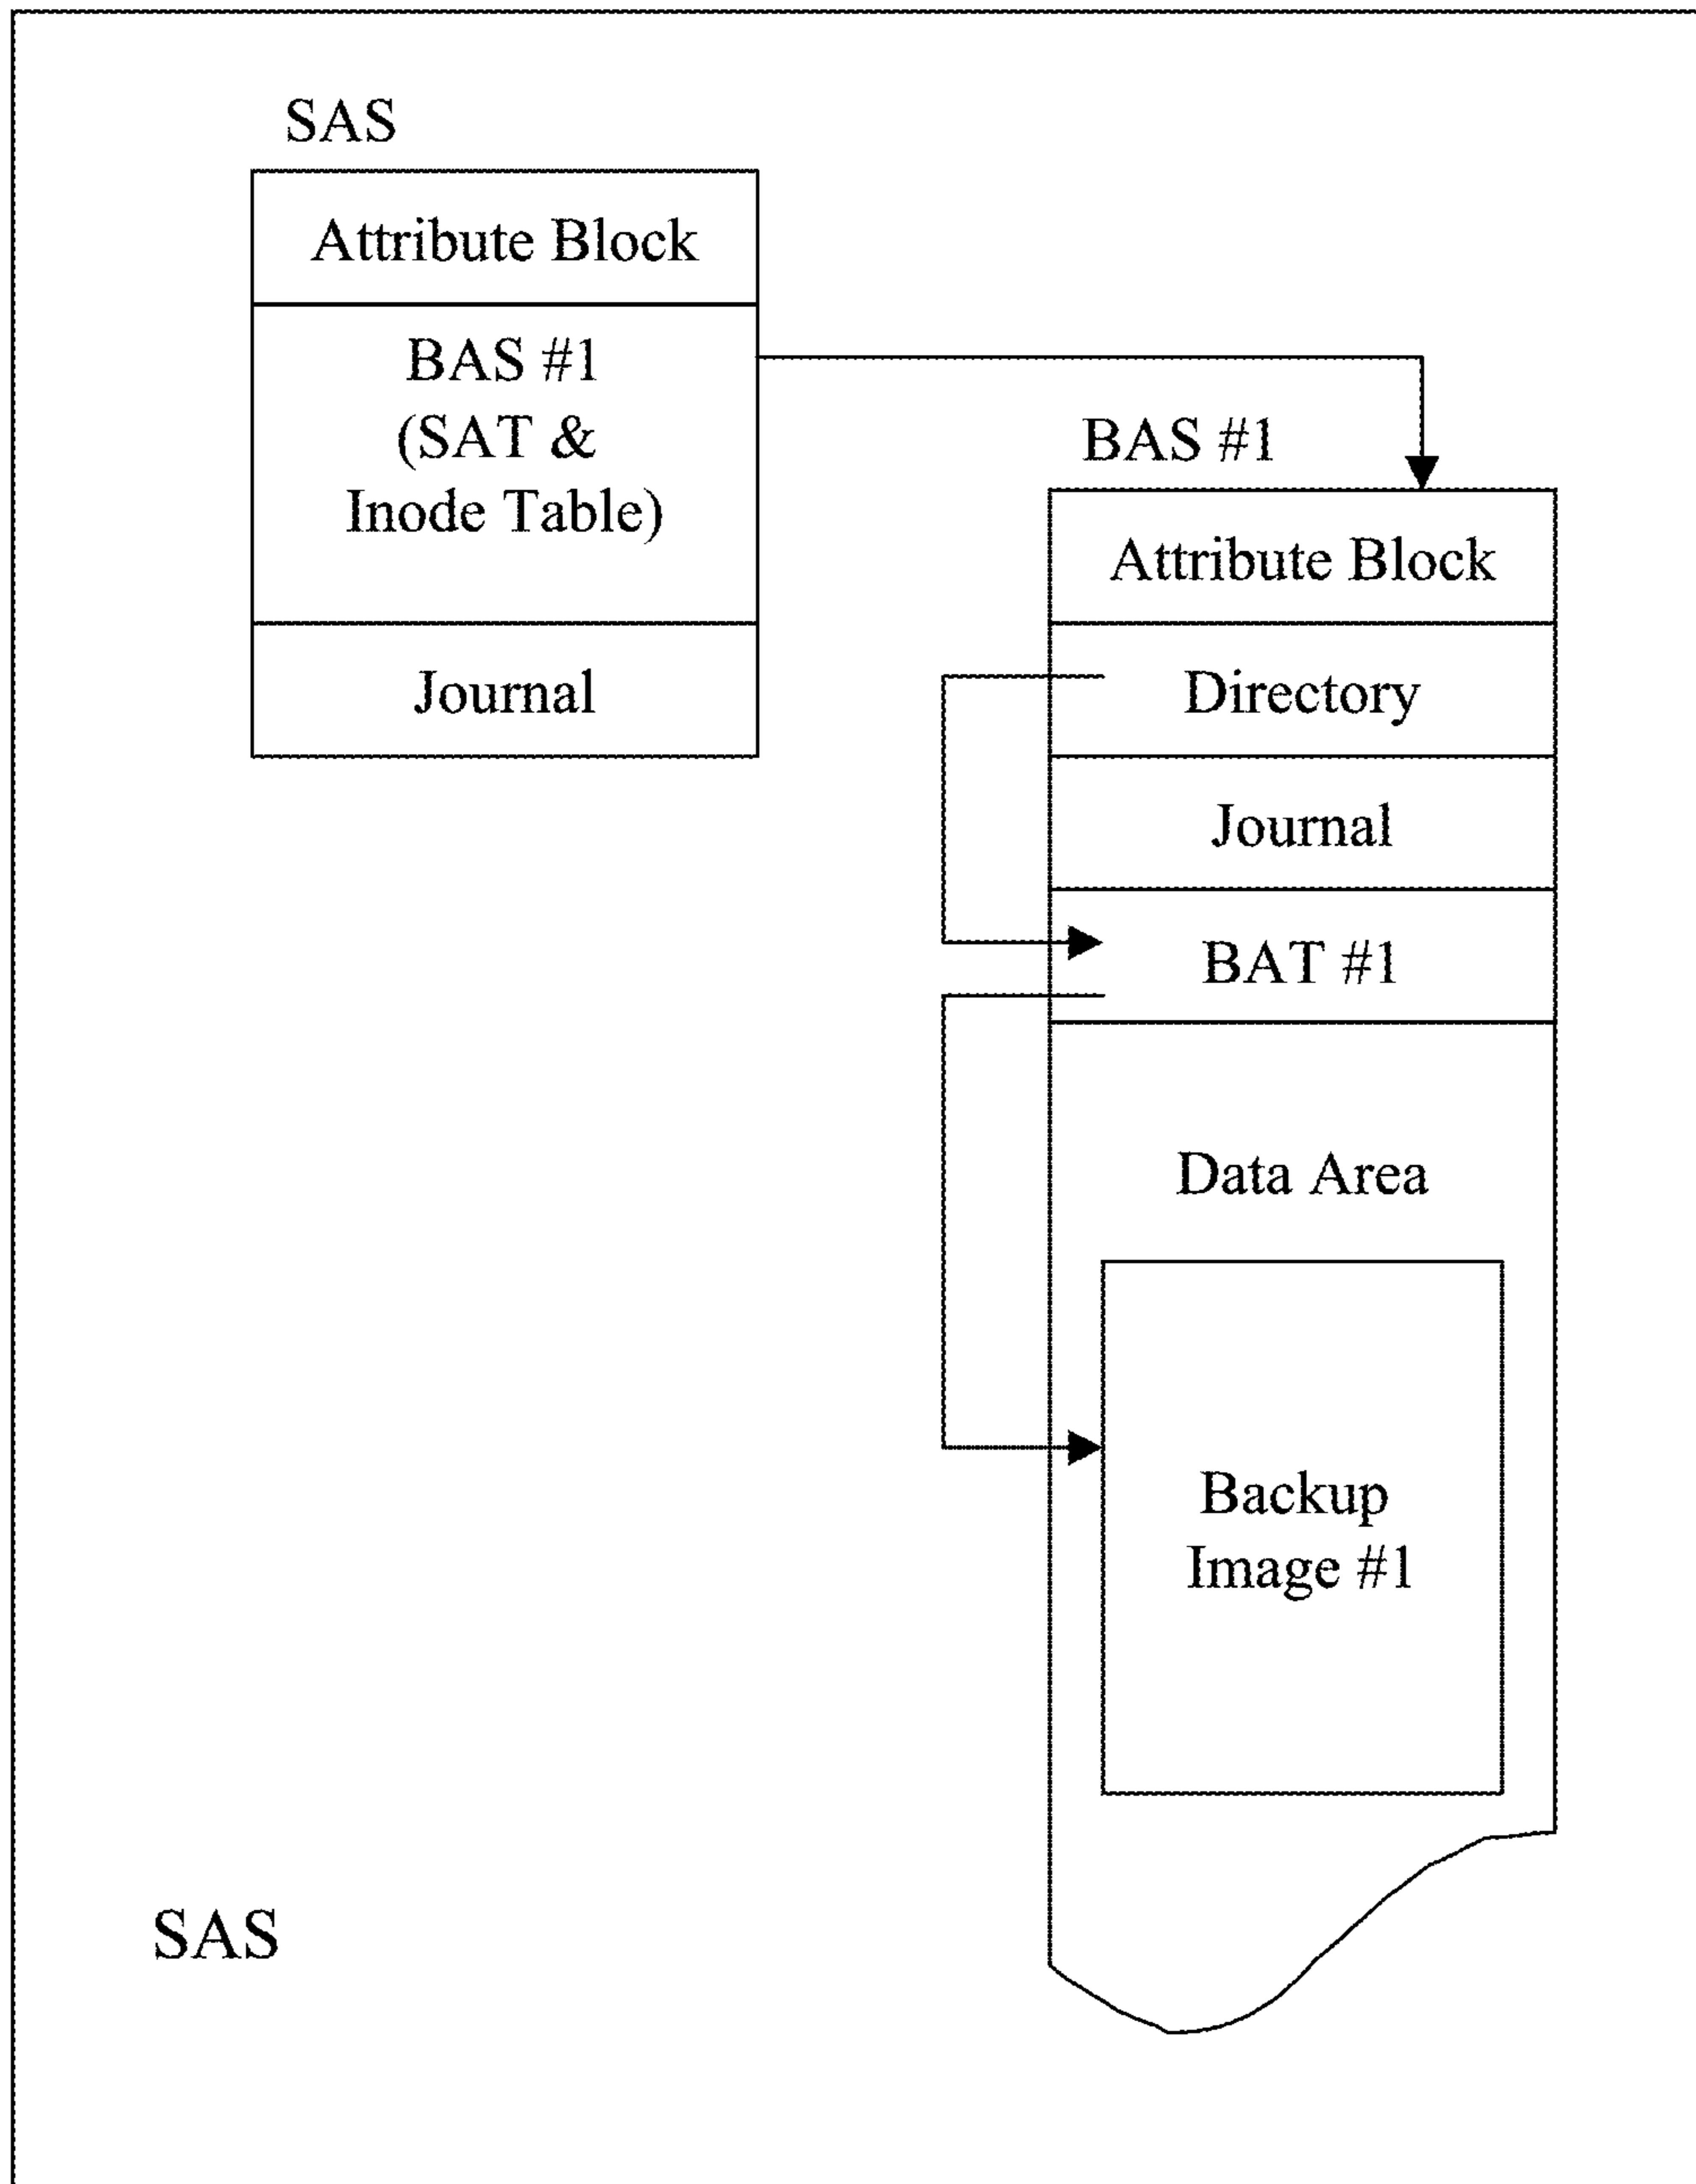 SAS
Attribute Block
BAS #1
(SAT &
Inode Table)
Journal
BAS #1
Attribute Block
Directory
Journal
BAT #1
Data Area
Backup
Image #1
SAS